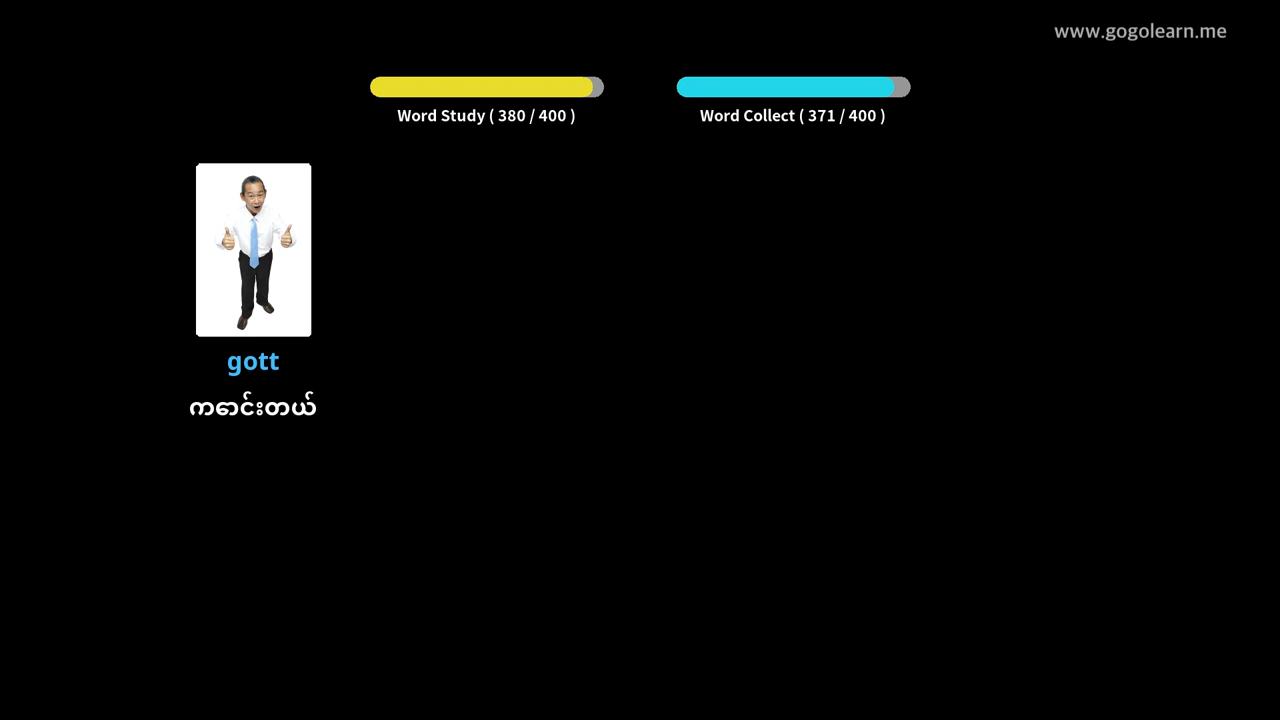 www.gogolearn.me
Word Study ( 380 / 400 )
Word Collect ( 371 / 400 )
gott
ကောင်းတယ်